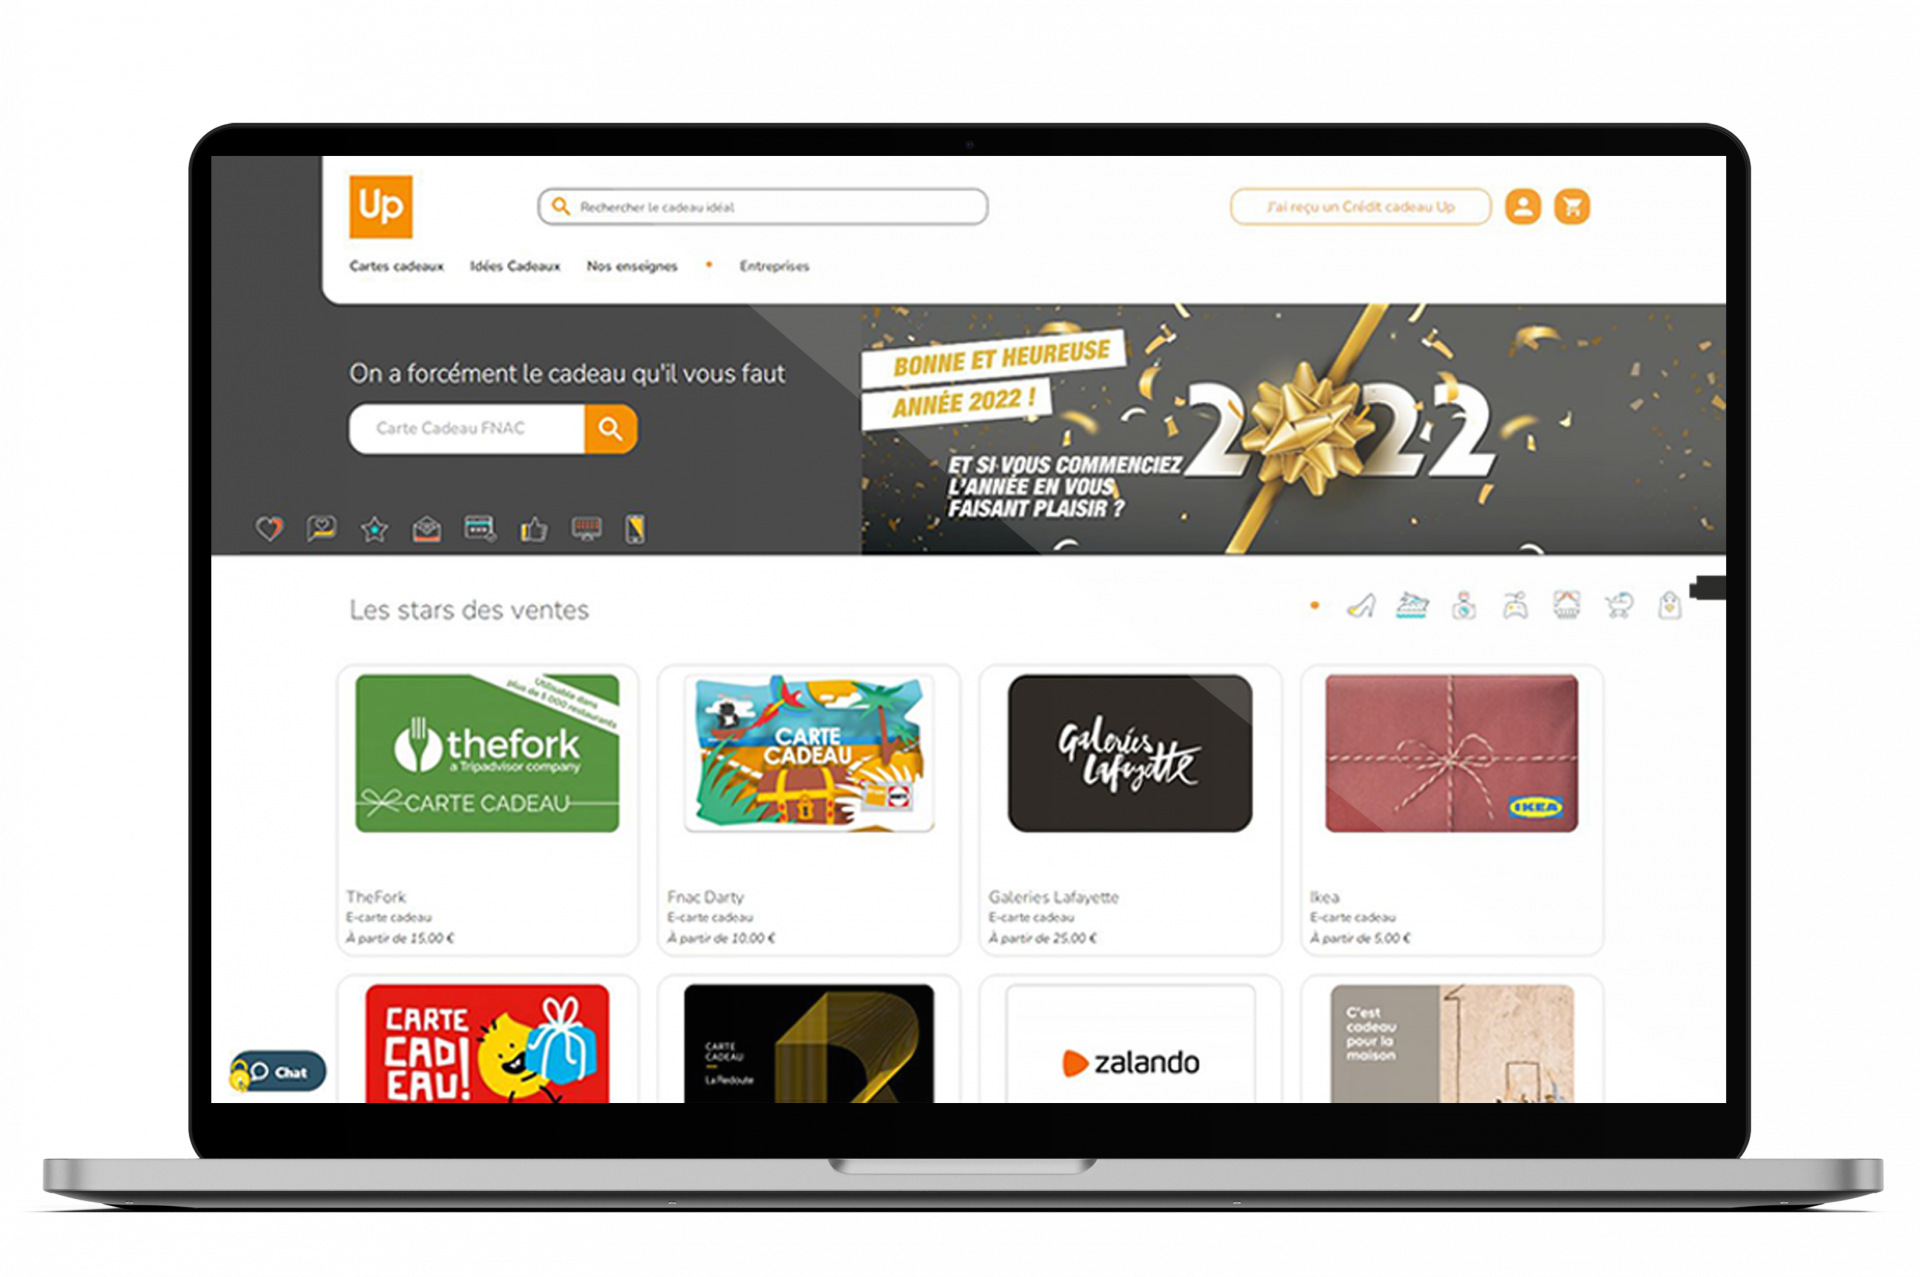 Up
Rechercher le cadeau idéal
J'ai reçu un Crédit cadeau Up
Cartes cadeaux
Idées Cadeaux
Nos enseignes
Entreprises
On a forcément le cadeau qu'il vous faut
Carte Cadeau FNAC
BONNE ET HEUREUSE
ANNÉE 2022 !
ET SI VOUS COMMENCIEZ
L'ANNÉE EN VOUS
FAISANT PLAISIR ?
2022
Les stars des ventes
Utilisable dans
plus de 5 000 restaurants
thefork
a Tripadvisor company
CARTE CADEAU
TheFork
E-carte cadeau
À partir de 15,00 €
CARTE
CADEAU
fnac
DARTY
Fnac Darty
E-carte cadeau
À partir de 10,00 €
Galeries
Lafayette
Galeries Lafayette
E-carte cadeau
À partir de 25,00 €
IKEA
Ikea
E-carte cadeau
À partir de 5,00 €
CARTE
CAD
EAU!
CARTE
CADEAU
La Redoute
zalando
C'est
cadeau
pour la
maison
Chat